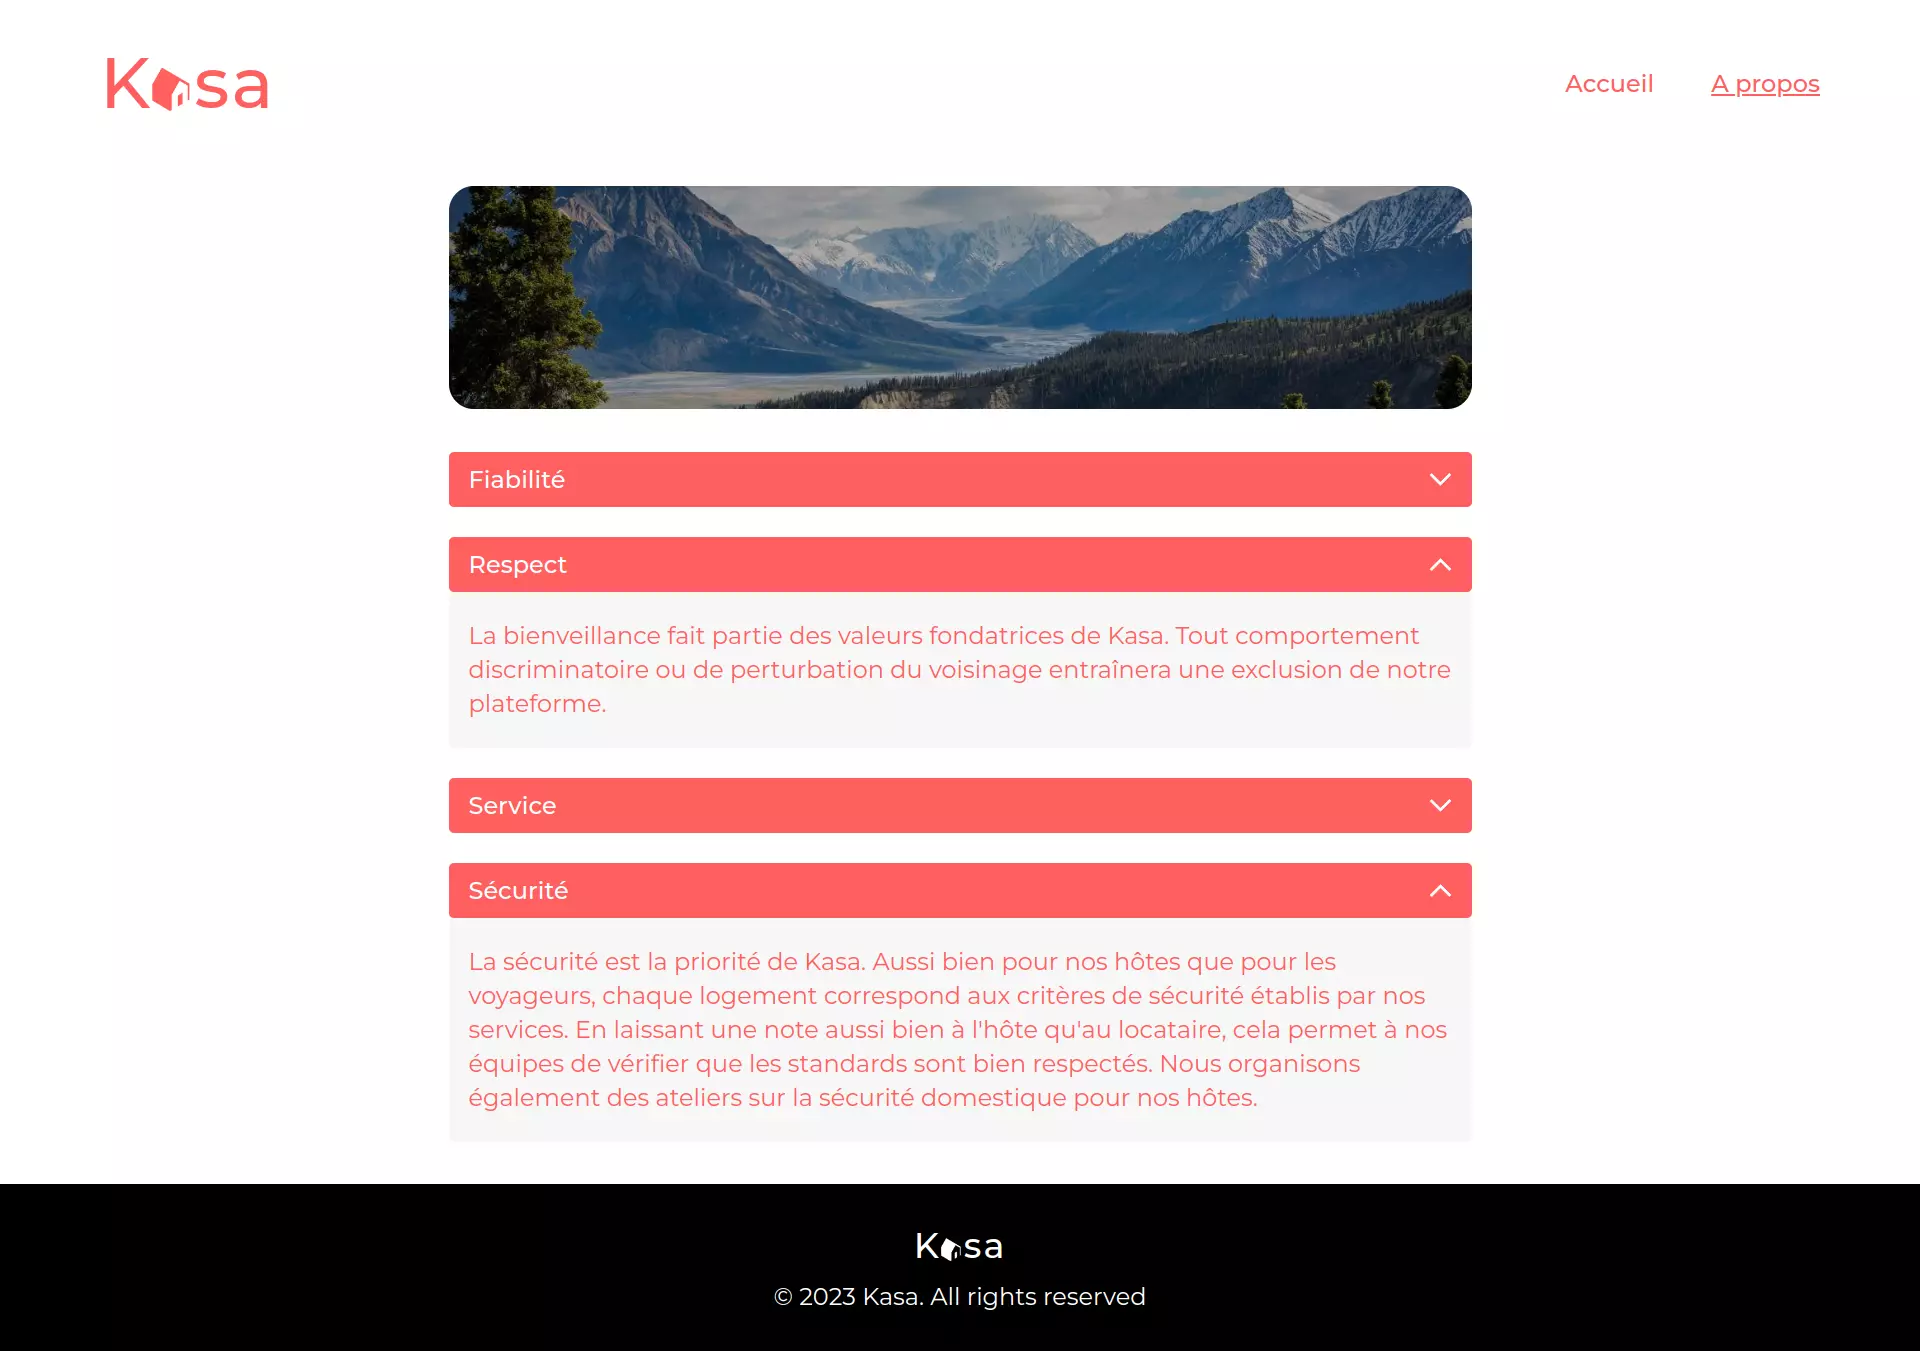 Kasa
Accueil
A propos
Fiabilité
Respect
La bienveillance fait partie des valeurs fondatrices de Kasa. Tout comportement
discriminatoire ou de perturbation du voisinage entraînera une exclusion de notre
plateforme.
Service
Sécurité
La sécurité est la priorité de Kasa. Aussi bien pour nos hôtes que pour les
voyageurs, chaque logement correspond aux critères de sécurité établis par nos
services. En laissant une note aussi bien à l'hôte qu'au locataire, cela permet à nos
équipes de vérifier que les standards sont bien respectés. Nous organisons
également des ateliers sur la sécurité domestique pour nos hôtes.
Kasa
© 2023 Kasa. All rights reserved